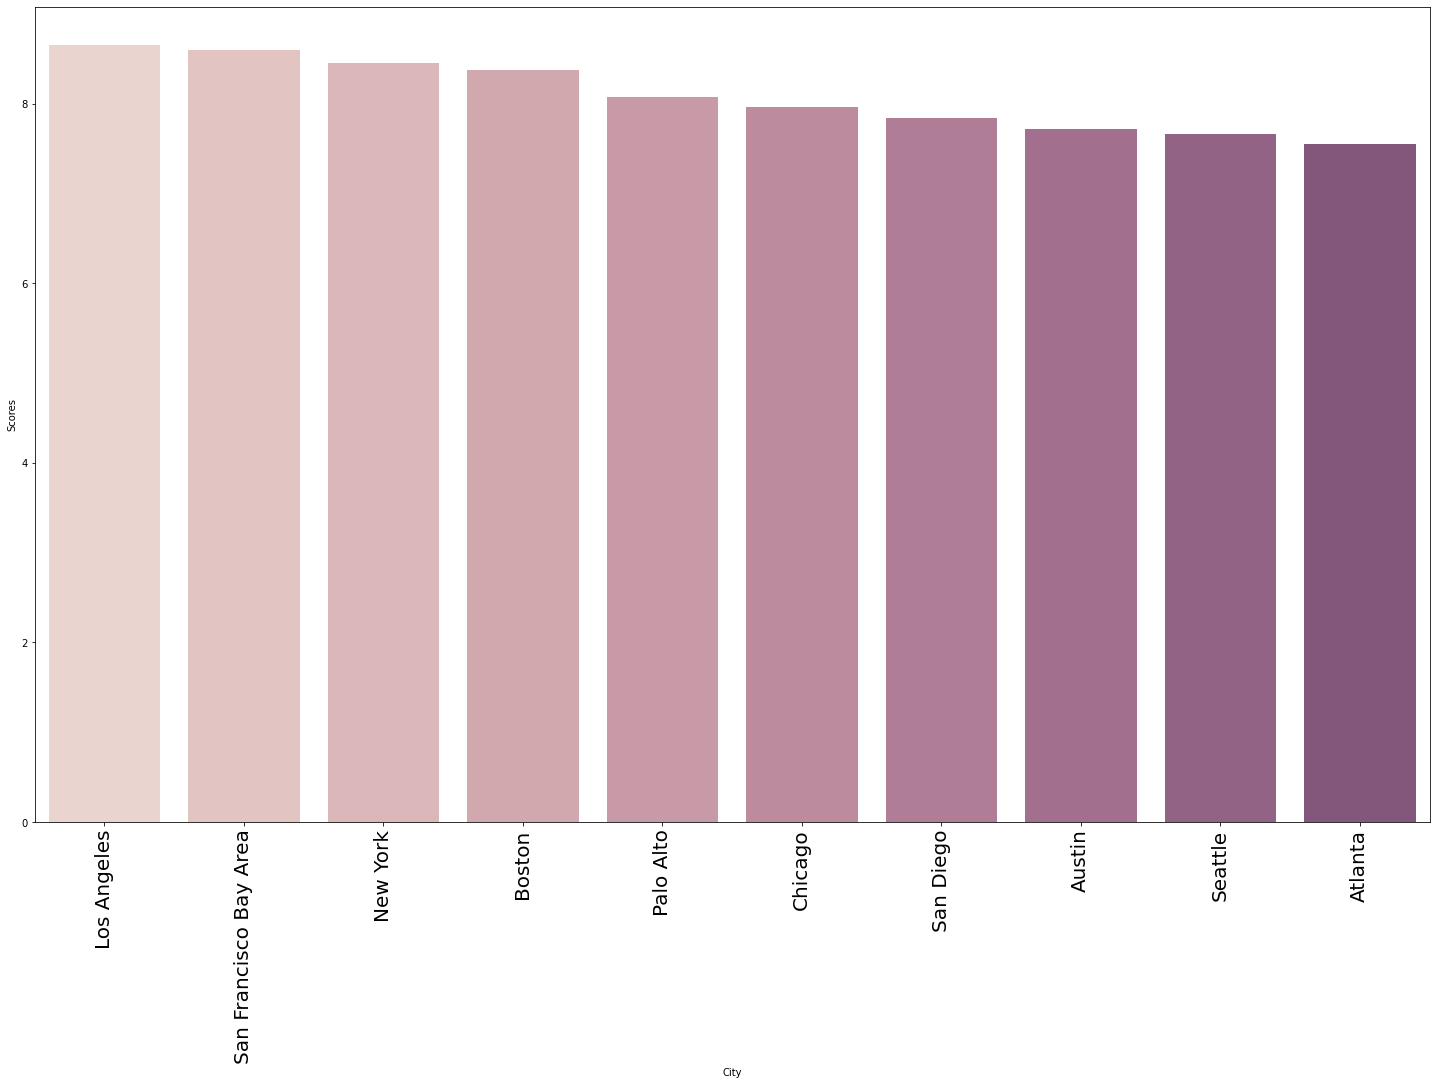 8
6
4
2
0
Scores
Los Angeles
San Francisco Bay Area
New York
Boston
Palo Alto
Chicago
San Diego
Austin
Seattle
Atlanta
City